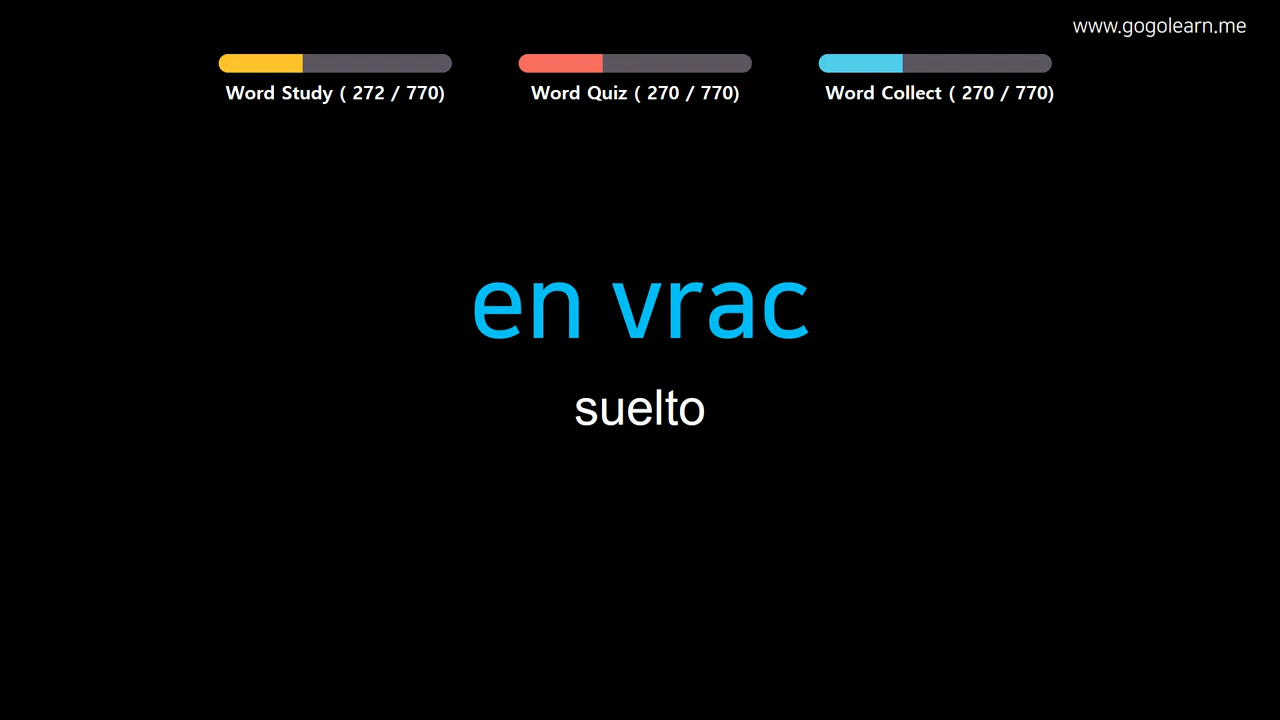 www.gogolearn.me
Word Study ( 272 / 770)
Word Quiz ( 270 / 770)
Word Collect ( 270 / 770)
en vrac
suelto